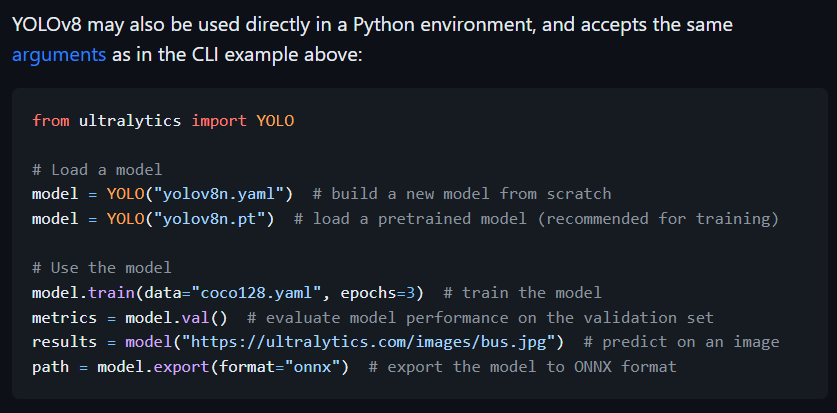 YOLOv8 may also be used directly in a Python environment, and accepts the same
arguments as in the CLI example above:
from ultralytics import YOLO
# Load a model
model = YOLO("yolov8n.yaml")  # build a new model from scratch
model = YOLO("yolov8n.pt")  # load a pretrained model (recommended for training)
# Use the model
model.train(data="coco128.yaml", epochs=3)  # train the model
metrics = model.val()  # evaluate model performance on the validation set
results = model("https://ultralytics.com/images/bus.jpg")  # predict on an image
path = model.export(format="onnx")  # export the model to ONNX format